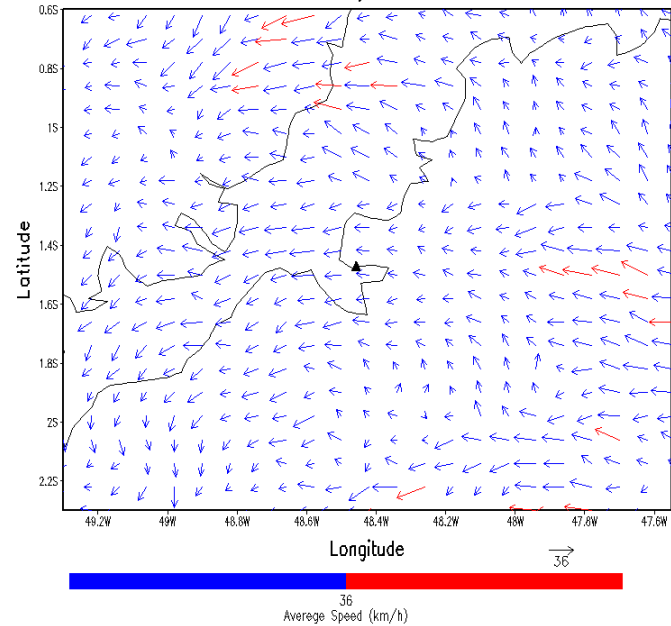 0.6S
0.8S
1S
1.2S
1.4S
Latitude
1.6S
1.8S
2S
2.2S
49.2W 49W 48.8W 48.6W 48.4W 48.2W 48W 47.8W 47.6W
Longitude
36
36
Averege Speed (km/h)